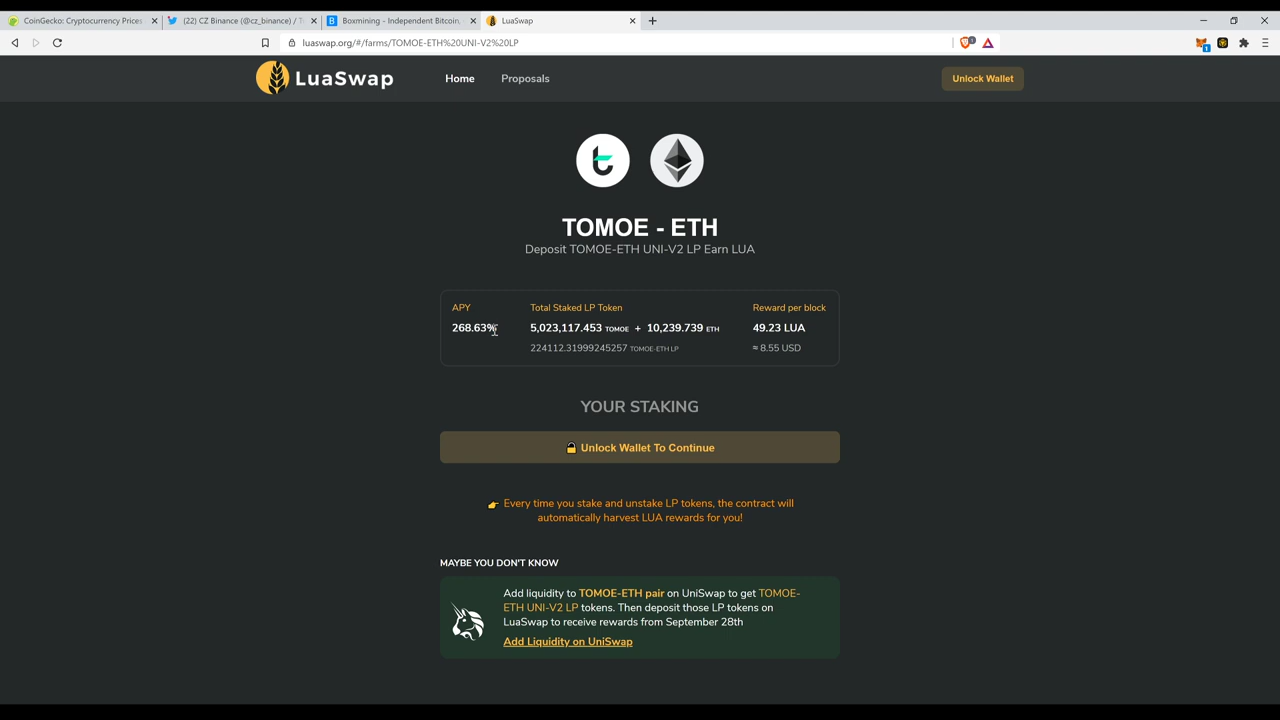 CoinGecko: Cryptocurrency Prices
(22) CZ Binance (@cz_binance) / T
Boxmining - Independent Bitcoin,
LuaSwap
luaswap.org/#/farms/TOMOE-ETH%20UNI-V2%20LP
1
1
LuaSwap
Home
Proposals
Unlock Wallet
TOMOE - ETH
Deposit TOMOE-ETH UNI-V2 LP Earn LUA
APY
Total Staked LP Token
Reward per block
268.63%
5,023,117.453 TOMOE + 10,239.739 ETH
49.23 LUA
224112.31999245257 TOMOE-ETH LP
≈ 8.55 USD
YOUR STAKING
Unlock Wallet To Continue
Every time you stake and unstake LP tokens, the contract will
automatically harvest LUA rewards for you!
MAYBE YOU DON'T KNOW
Add liquidity to TOMOE-ETH pair on UniSwap to get TOMOE-
ETH UNI-V2 LP tokens. Then deposit those LP tokens on
LuaSwap to receive rewards from September 28th
Add Liquidity on UniSwap